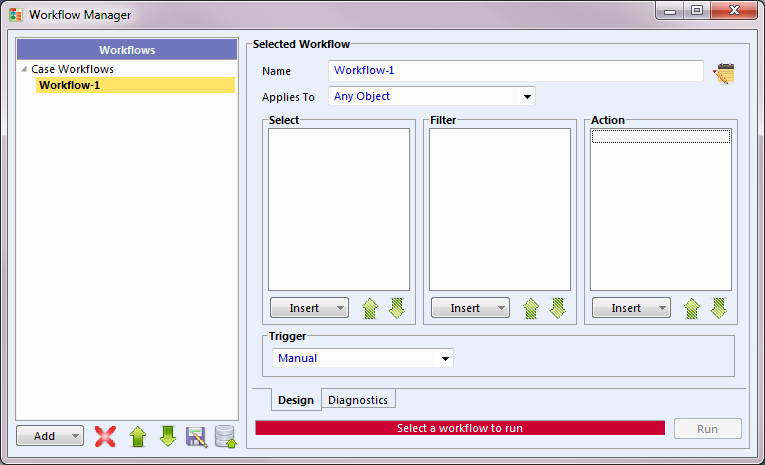 Workflow Manager
Workflows
Case Workflows
Workflow-1
Add
Selected Workflow
Name
Workflow-1
Applies To
Any Object
Select
Filter
Action
Insert
Insert
Insert
Trigger
Manual
Design
Diagnostics
Select a workflow to run
Run